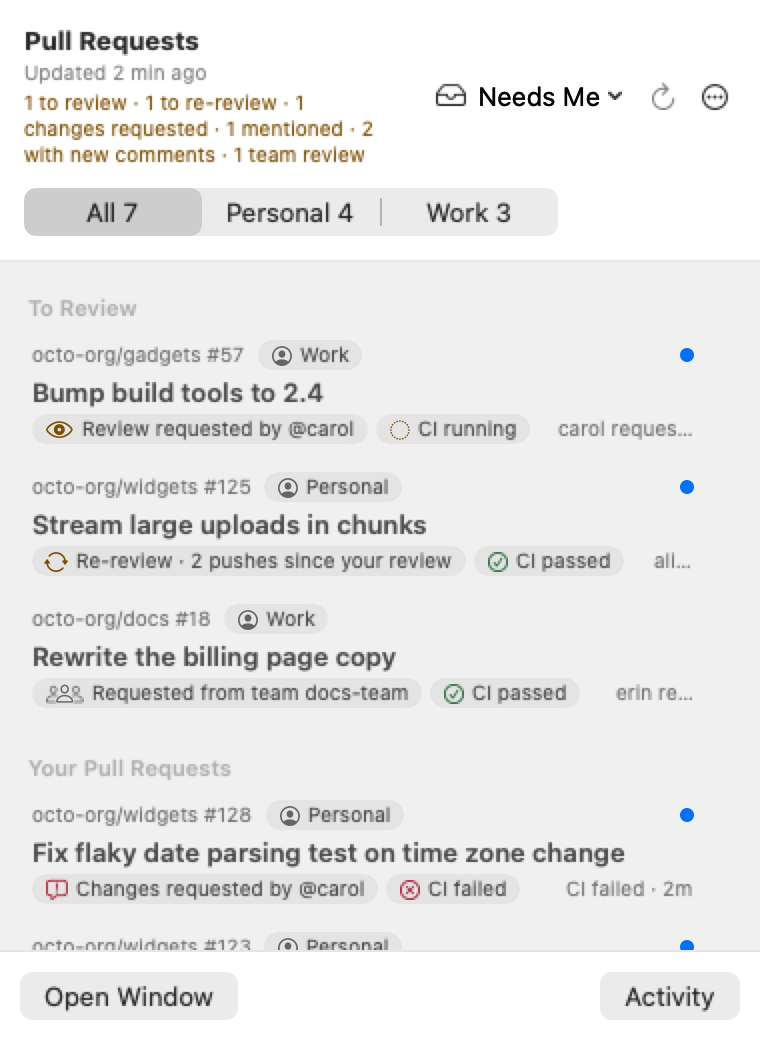 Pull Requests
Updated 2 min ago
1 to review · 1 to re-review · 1
changes requested · 1 mentioned · 2
with new comments · 1 team review
Needs Me
All 7
Personal 4
Work 3
To Review
octo-org/gadgets #57 Work
Bump build tools to 2.4
Review requested by @carol CI running carol reques...
octo-org/widgets #125 Personal
Stream large uploads in chunks
Re-review · 2 pushes since your review CI passed ali...
octo-org/docs #18 Work
Rewrite the billing page copy
Requested from team docs-team CI passed erin re...
Your Pull Requests
octo-org/widgets #128 Personal
Fix flaky date parsing test on time zone change
Changes requested by @carol CI failed CI failed · 2m
octo-org/widgets #123 Personal
Open Window
Activity